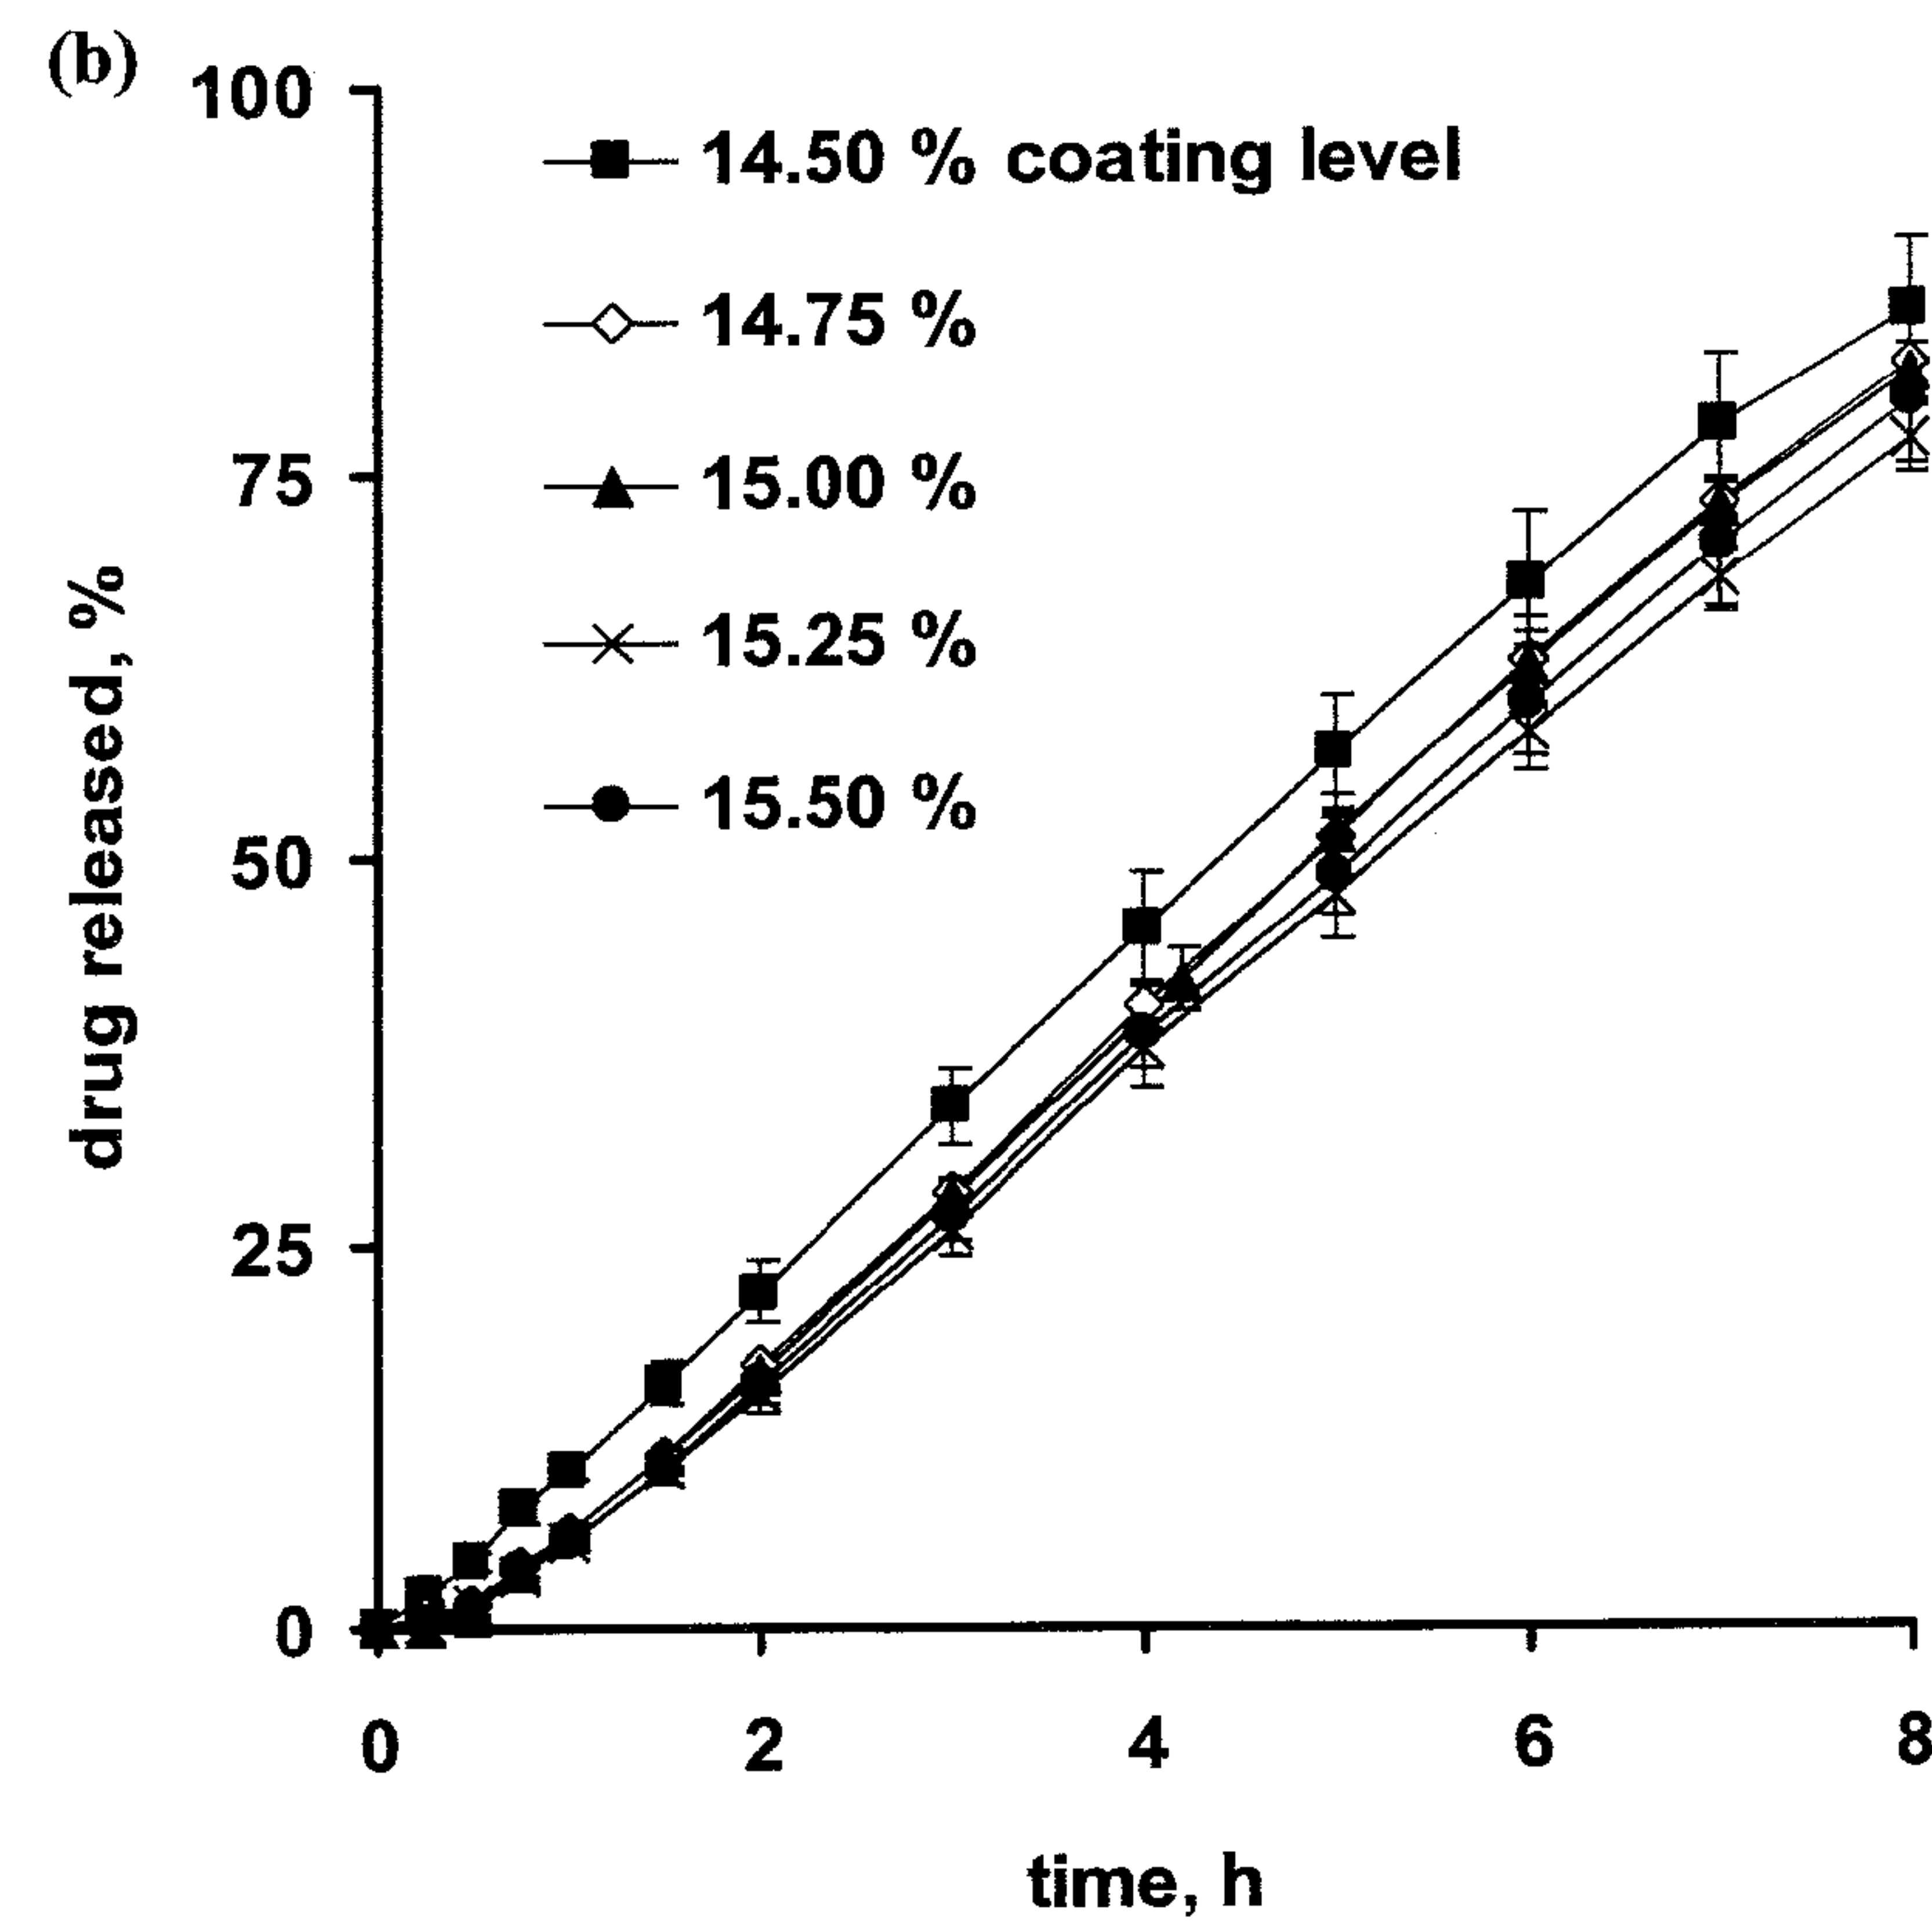 (b)
100
75
50
25
0
drug released, %
14.50 % coating level
14.75 %
15.00 %
15.25 %
15.50 %
0 2 4 6 8
time, h